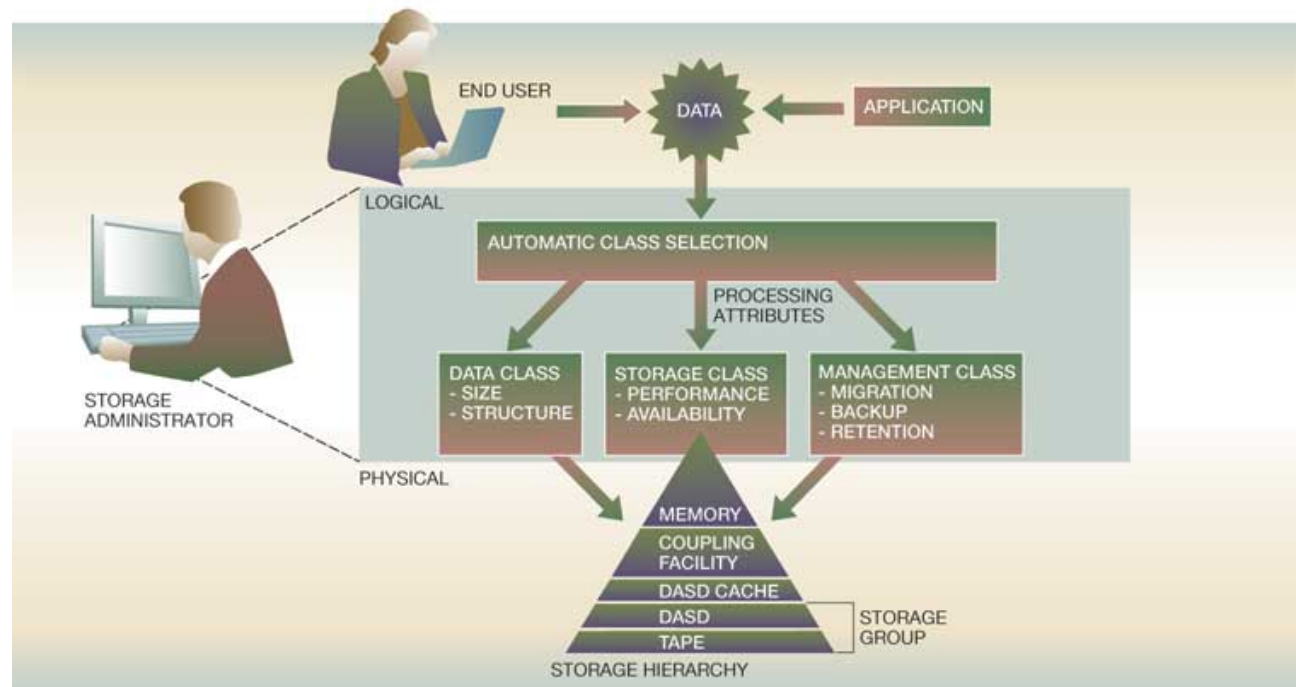 END USER
DATA
APPLICATION
LOGICAL
AUTOMATIC CLASS SELECTION
PROCESSING
ATTRIBUTES
DATA CLASS
- SIZE
- STRUCTURE
STORAGE CLASS
- PERFORMANCE
- AVAILABILITY
MANAGEMENT CLASS
- MIGRATION
- BACKUP
- RETENTION
STORAGE
ADMINISTRATOR
PHYSICAL
MEMORY
COUPLING
FACILITY
DASD CACHE
DASD
TAPE
STORAGE
GROUP
STORAGE HIERARCHY